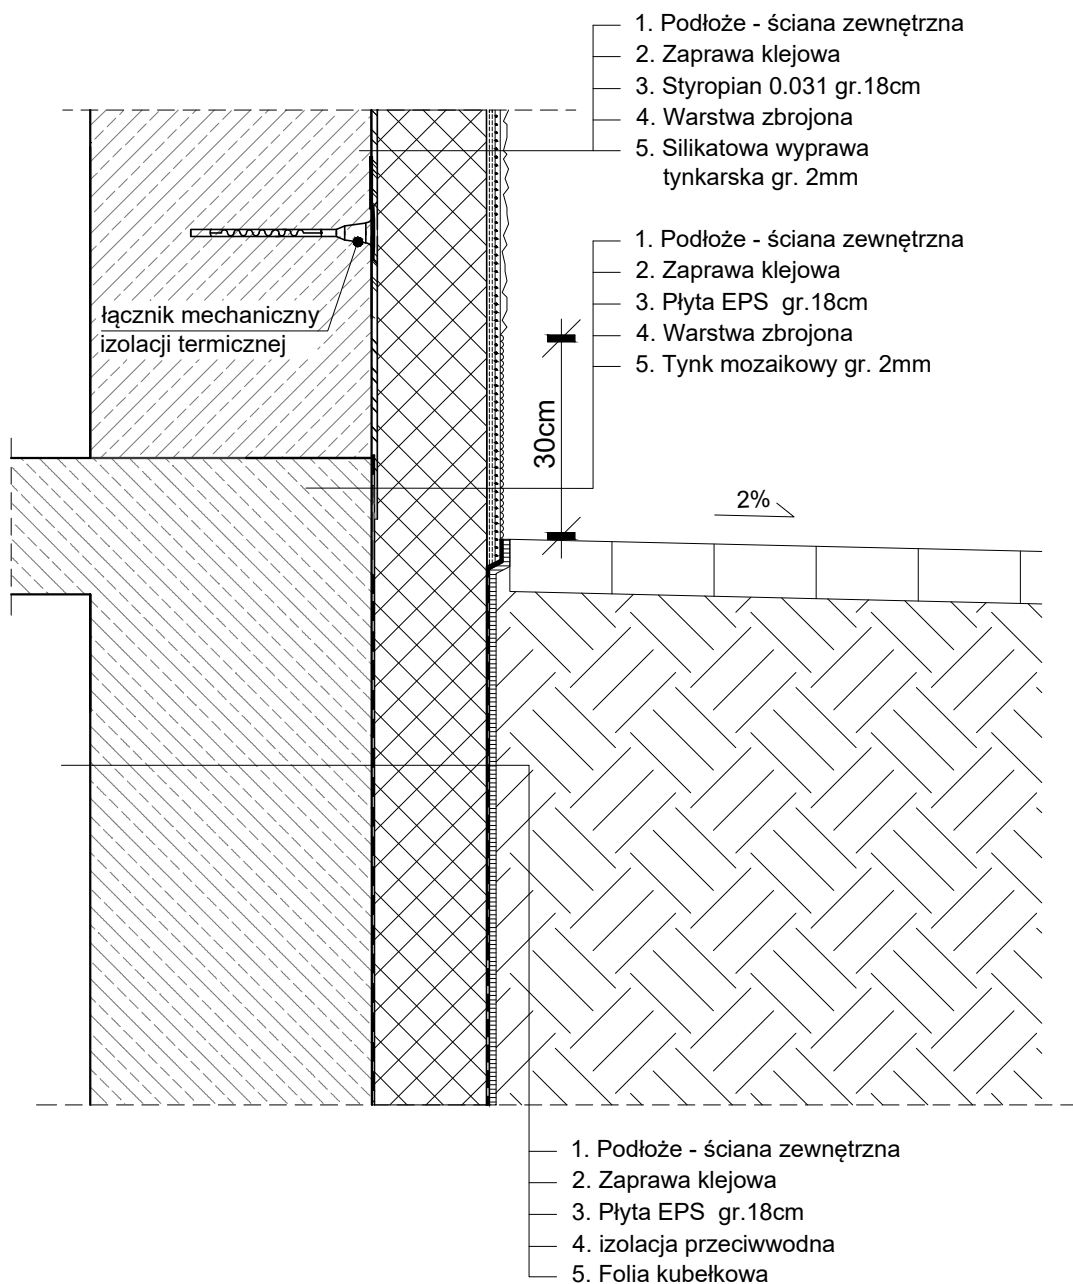 1. Podłoże - ściana zewnętrzna
2. Zaprawa klejowa
3. Styropian 0.031 gr.18cm
4. Warstwa zbrojona
5. Silikatowa wyprawa
tynkarska gr. 2mm
1. Podłoże - ściana zewnętrzna
2. Zaprawa klejowa
3. Płyta EPS gr.18cm
4. Warstwa zbrojona
5. Tynk mozaikowy gr. 2mm
łącznik mechaniczny
izolacji termicznej
30cm
2%
1. Podłoże - ściana zewnętrzna
2. Zaprawa klejowa
3. Płyta EPS gr.18cm
4. izolacja przeciwwodna
5. Folia kubełkowa